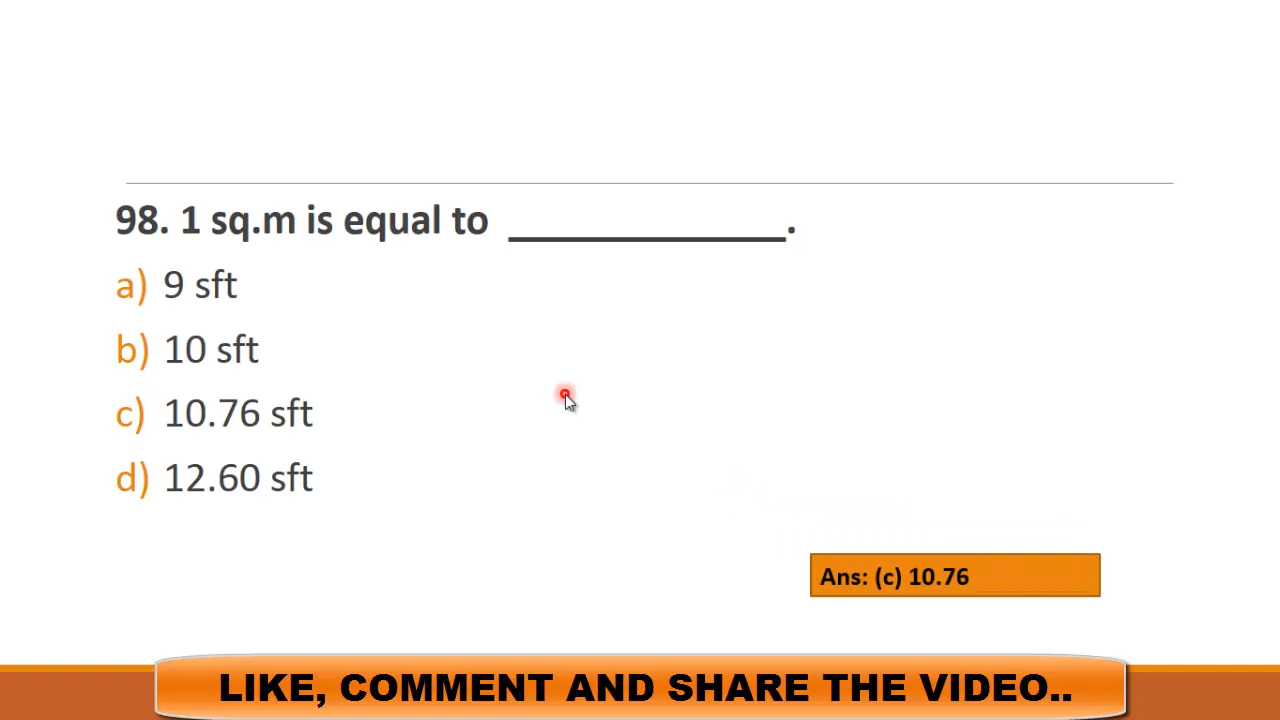 98. 1 sq.m is equal to ______________.
a) 9 sft
b) 10 sft
c) 10.76 sft
d) 12.60 sft
Ans: (c) 10.76
LIKE, COMMENT AND SHARE THE VIDEO..